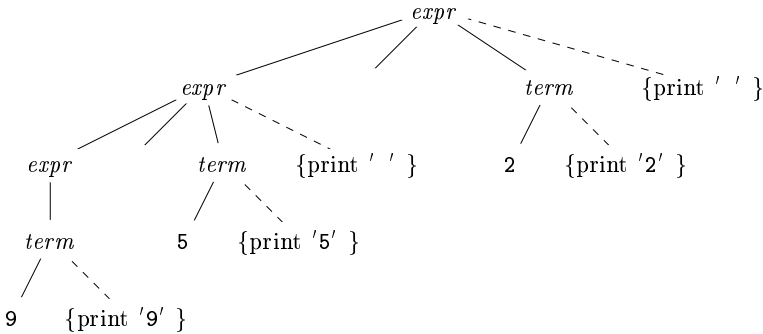 expr
expr term {print ' ' }
expr term {print ' ' } 2 {print '2' }
term 5 {print '5' }
9 {print '9' }